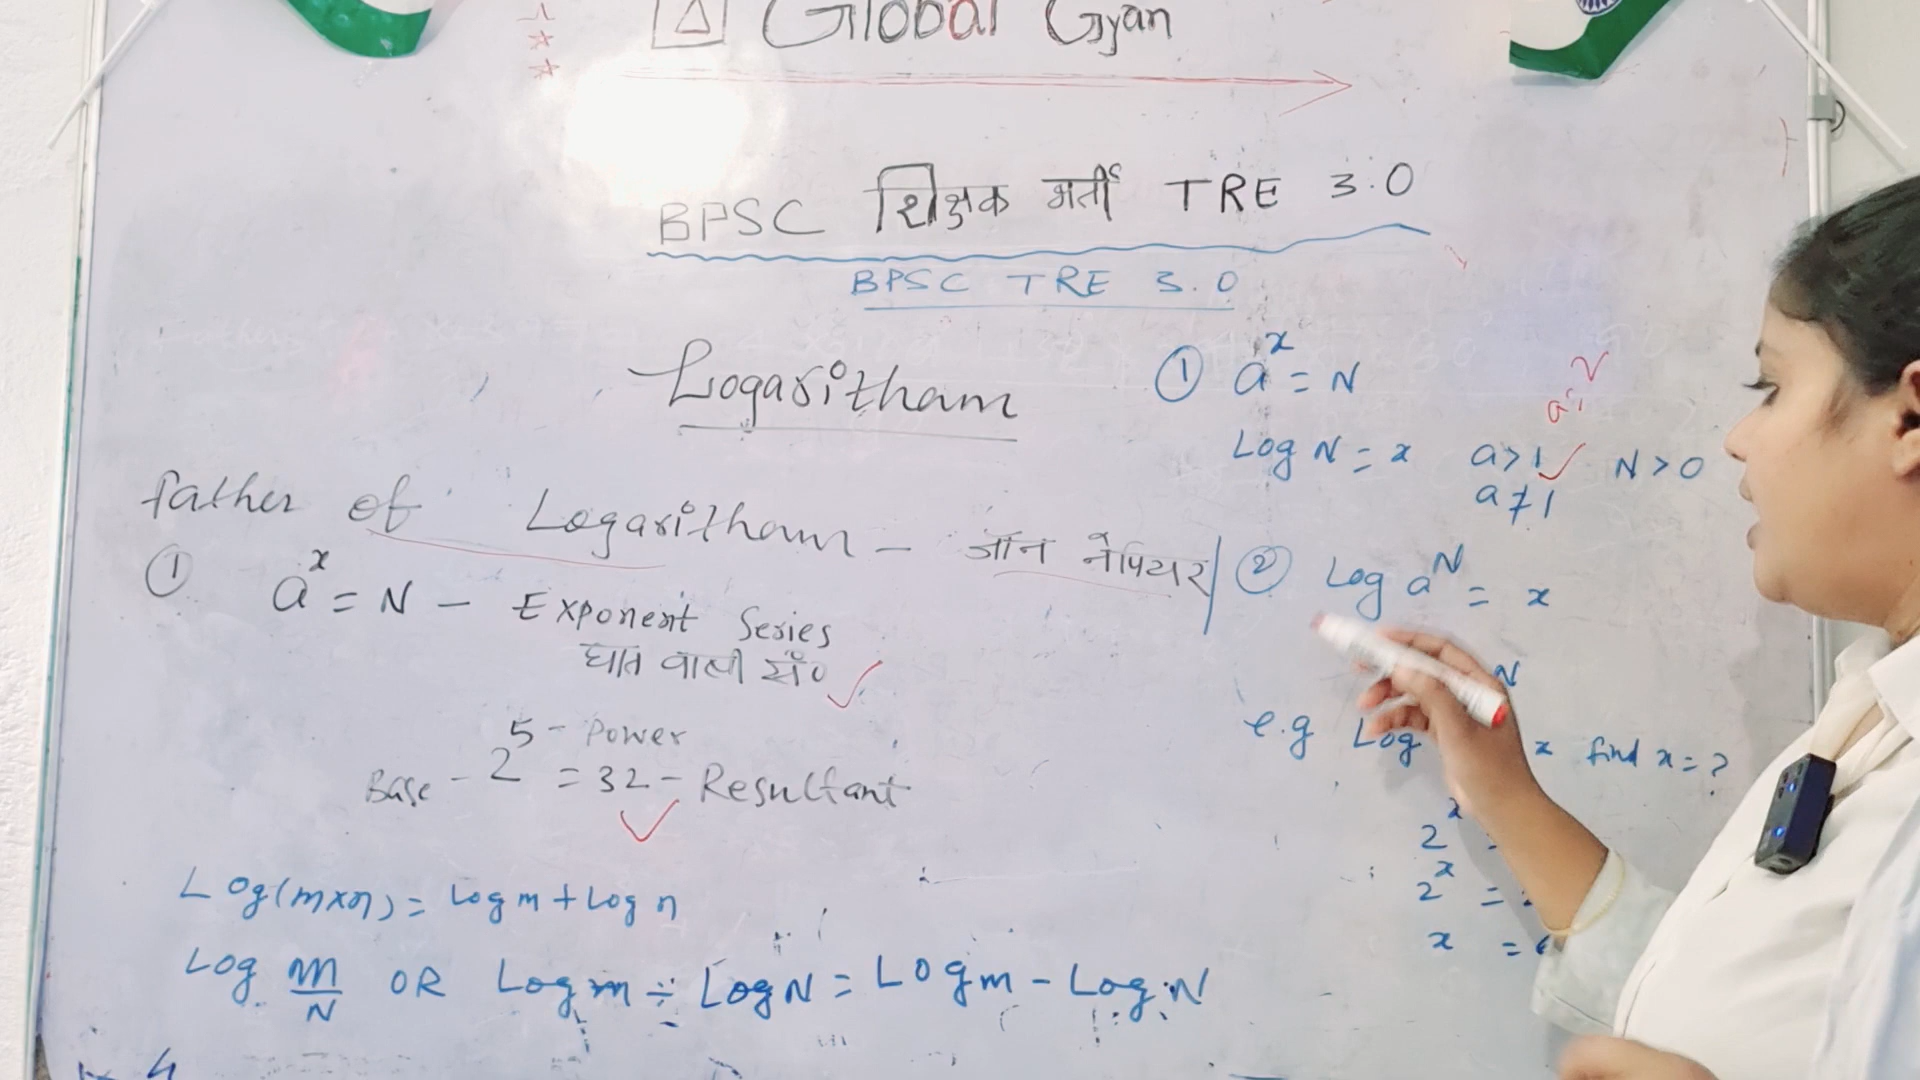 Global Gyan
BPSC शिक्षक भर्ती TRE 3.0
BPSC TRE 3.0
Logaritham
father of Logaritham - जॉन नेपियर
① a^x = N - Exponent Series
घात वाली सं०
5 - Power
Base - 2 = 32 - Resultant
Log(m×n) = Log m + Log n
Log m/N OR Log m ÷ Log N = Log m - Log N
① a^x = N
Log N = x a>1 N>0
a≠1
② Log a^N = x
N
e.g Log x find x = ?
2^x
2^x =
x =